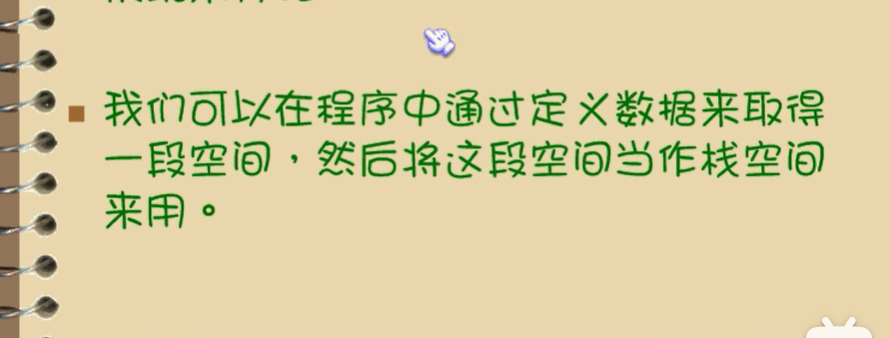 我们可以在程序中通过定义数据来取得
一段空间，然后将这段空间当作栈空间
来用。